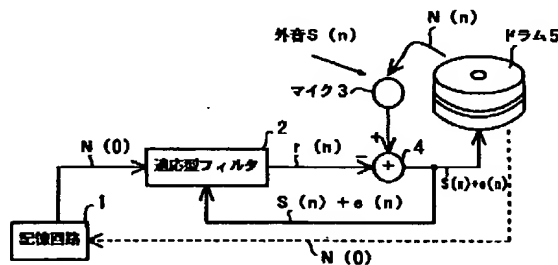 外音S (n)
N (n)
ドラム5
マイク3
N (0)
2
適応型フィルタ
r (n)
+
−
+
4
S(n)+e(n)
S (n) + e (n)
1
記憶回路
N (0)